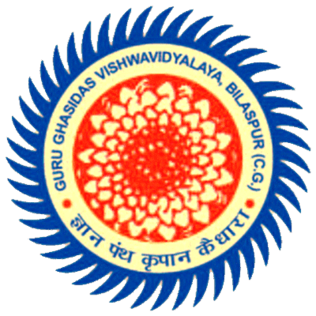 GURU GHASIDAS VISHWAVIDYALAYA, BILASPUR (C.G.)
ज्ञान पंथ कृपान कै धारा